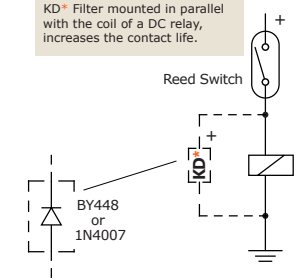 KD* Filter mounted in parallel
with the coil of a DC relay,
increases the contact life.
+
Reed Switch
+
KD*
BY448
or
1N4007